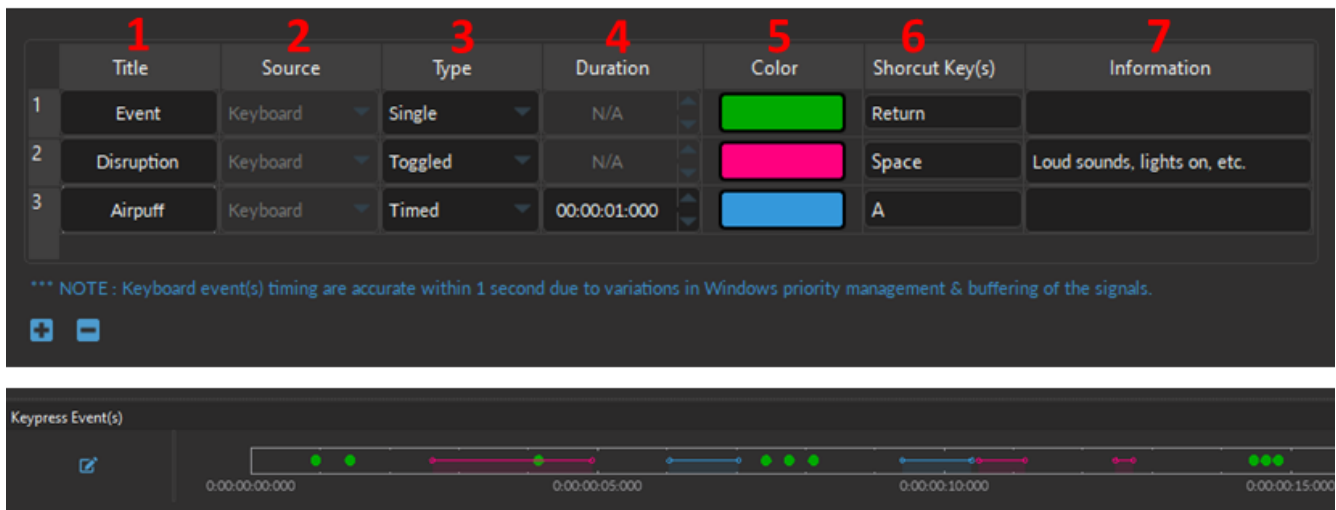 1 2 3 4 5 6 7
Title Source Type Duration Color Shorcut Key(s) Information
1 Event Keyboard Single N/A Return
2 Disruption Keyboard Toggled N/A Space Loud sounds, lights on, etc.
3 Airpuff Keyboard Timed 00:00:01:000 A
*** NOTE : Keyboard event(s) timing are accurate within 1 second due to variations in Windows priority management & buffering of the signals.
Keypress Event(s)
0:00:00:00:000 0:00:00:05:000 0:00:00:10:000 0:00:00:15:000